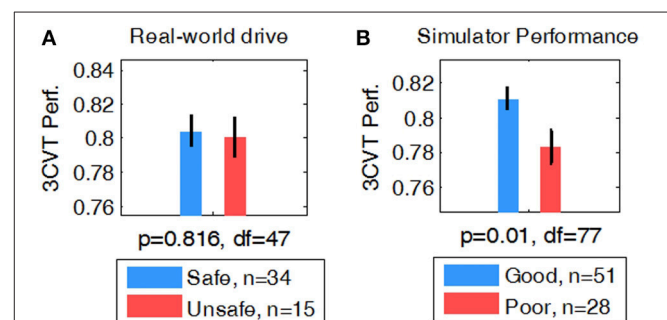 A Real-world drive
3CVT Perf.
0.84
0.82
0.8
0.78
0.76
p=0.816, df=47
Safe, n=34
Unsafe, n=15
B Simulator Performance
3CVT Perf.
0.82
0.8
0.78
0.76
p=0.01, df=77
Good, n=51
Poor, n=28